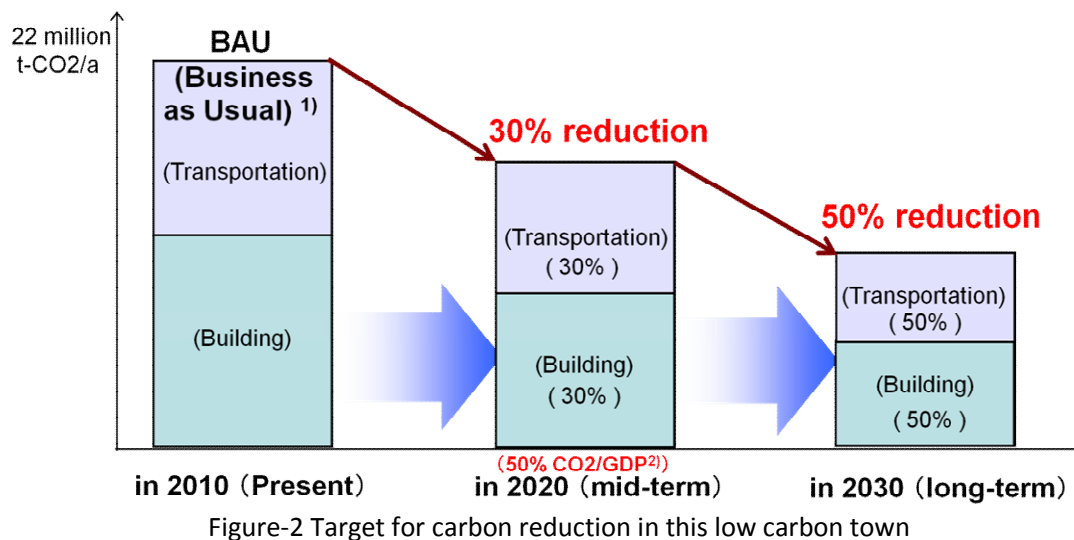 22 million
t-CO2/a
BAU
(Business
as Usual) 1)
(Transportation)
(Building)
30% reduction
(Transportation)
( 30% )
(Building)
( 30% )
50% reduction
(Transportation)
( 50% )
(Building)
( 50% )
（50% CO2/GDP2)）
in 2010（Present）
in 2020（mid-term）
in 2030（long-term）
Figure-2 Target for carbon reduction in this low carbon town